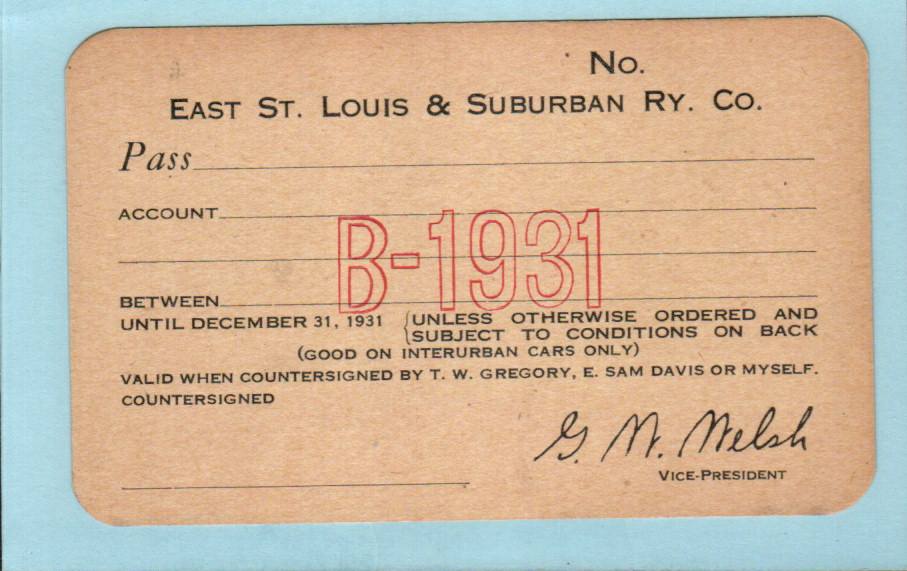 No.
East St. Louis & Suburban Ry. Co.
Pass
ACCOUNT
B-1931
BETWEEN
UNTIL DECEMBER 31, 1931 {UNLESS OTHERWISE ORDERED AND
SUBJECT TO CONDITIONS ON BACK
(GOOD ON INTERURBAN CARS ONLY)
VALID WHEN COUNTERSIGNED BY T. W. GREGORY, E. SAM DAVIS OR MYSELF.
COUNTERSIGNED
G. W. Welsh
VICE-PRESIDENT